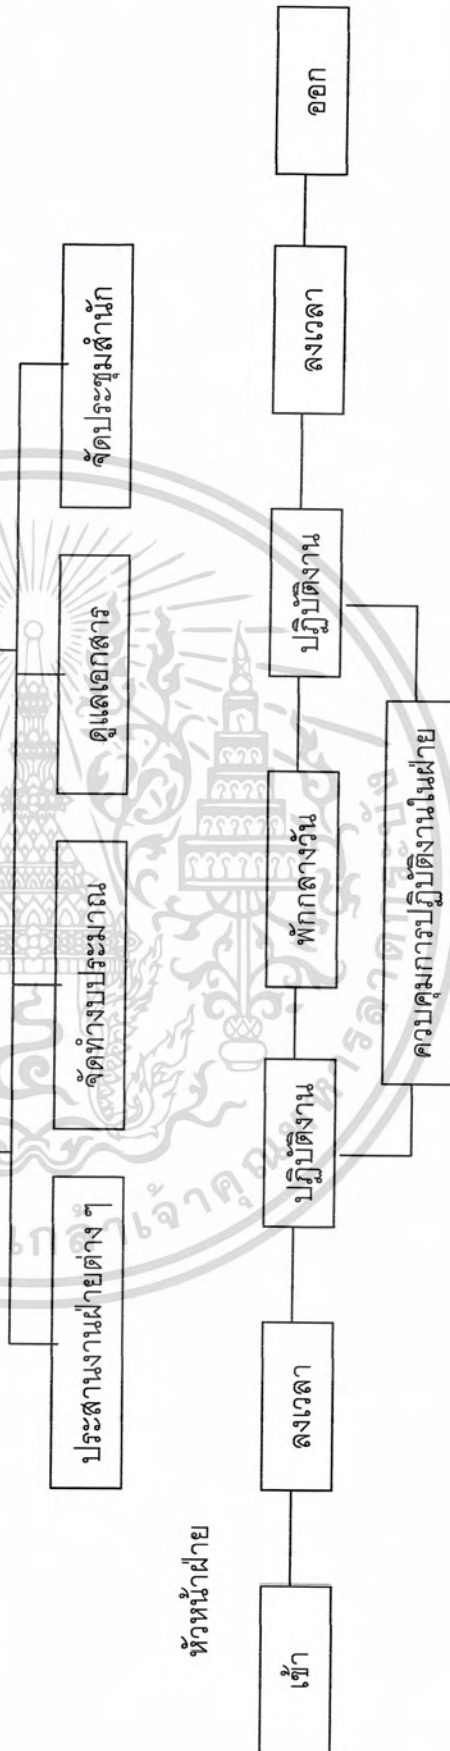 ประสานงานฝ่ายต่าง ๆ
จัดทำงบประมาณ
ดูแลเอกสาร
จัดประชุมสำนัก
หัวหน้าฝ่าย
เข้า
ลงเวลา
ปฏิบัติงาน
พักกลางวัน
ปฏิบัติงาน
ลงเวลา
ออก
ควบคุมการปฏิบัติงานในฝ่าย